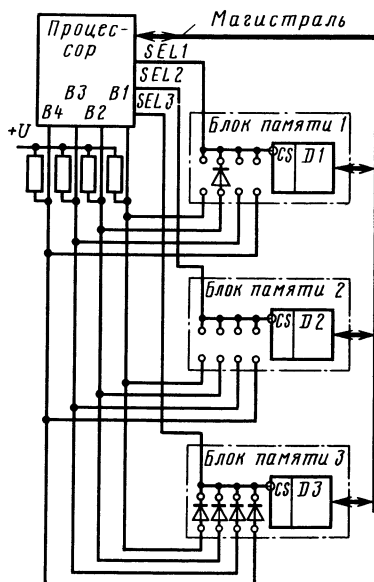 Магистраль
Процес-
сор
SEL1
SEL2
SEL3
B3 B1
B4 B2
+U
Блок памяти 1
CS D1
Блок памяти 2
CS D2
Блок памяти 3
CS D3